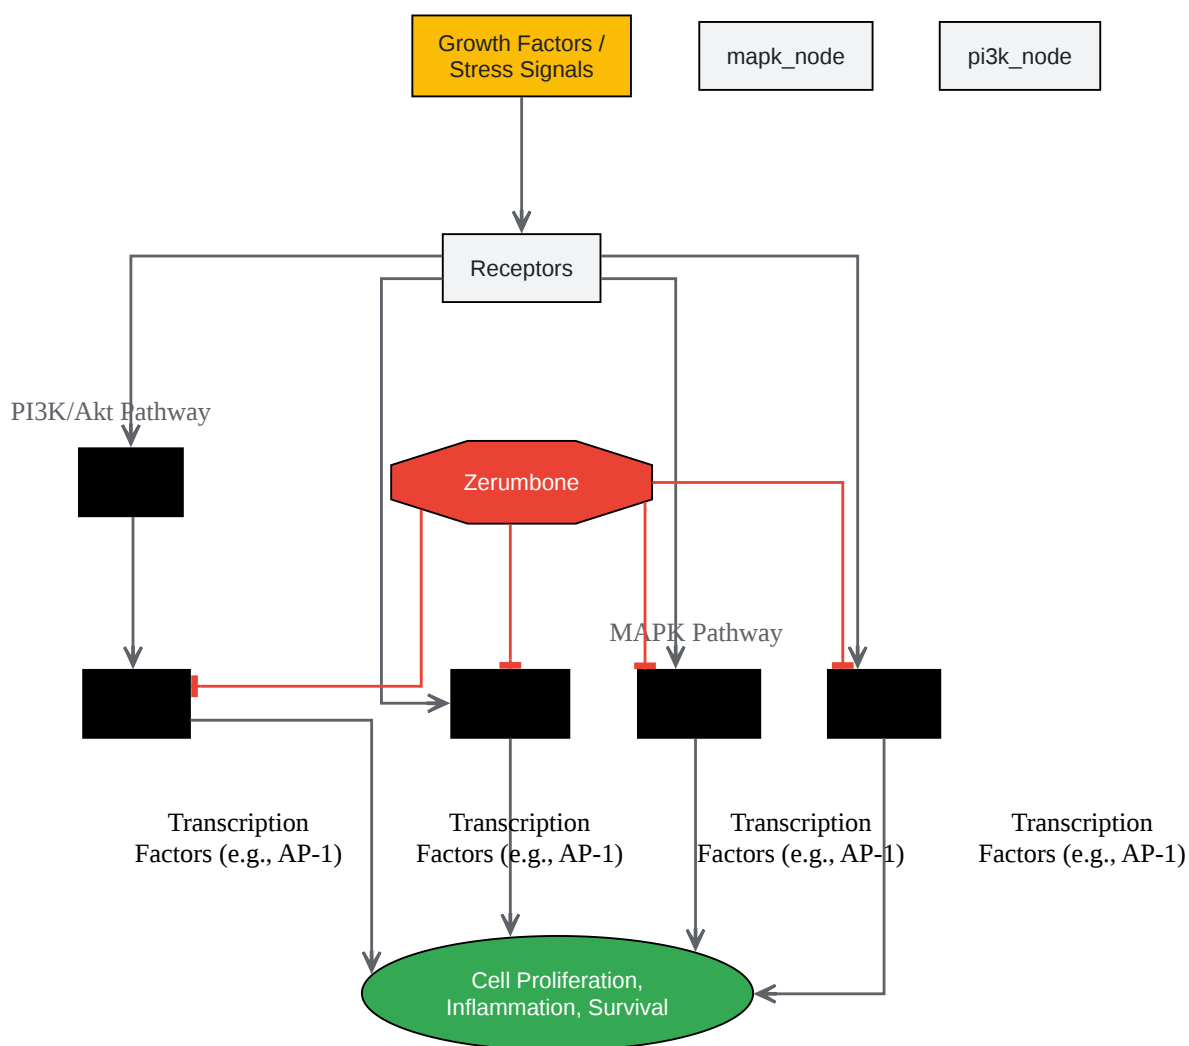 Growth Factors /
Stress Signals
mapk_node
pi3k_node
Receptors
PI3K/Akt Pathway
Zerumbone
MAPK Pathway
Transcription
Factors (e.g., AP-1)
Transcription
Factors (e.g., AP-1)
Transcription
Factors (e.g., AP-1)
Transcription
Factors (e.g., AP-1)
Cell Proliferation,
Inflammation, Survival